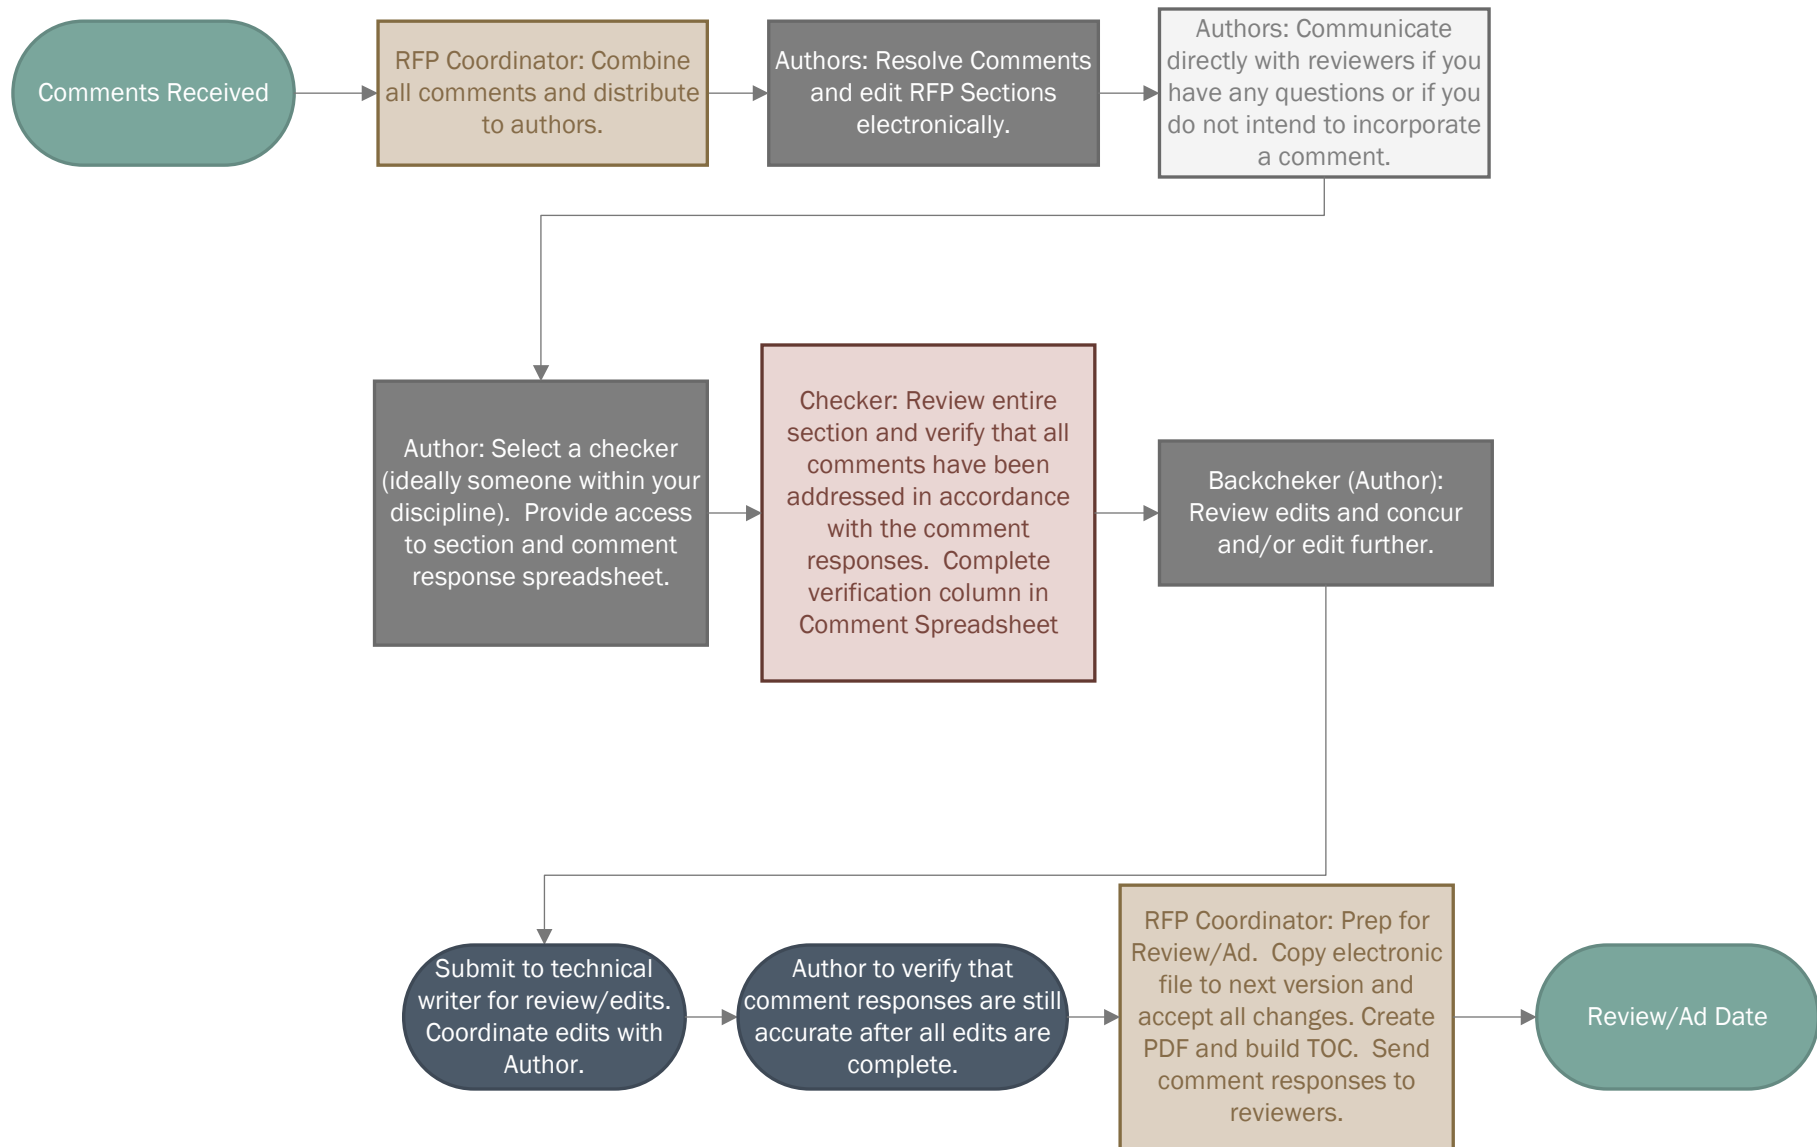 Comments Received
RFP Coordinator: Combine
all comments and distribute
to authors.
Authors: Resolve Comments
and edit RFP Sections
electronically.
Authors: Communicate
directly with reviewers if you
have any questions or if you
do not intend to incorporate
a comment.
Author: Select a checker
(ideally someone within your
discipline).  Provide access
to section and comment
response spreadsheet.
Checker: Review entire
section and verify that all
comments have been
addressed in accordance
with the comment
responses.  Complete
verification column in
Comment Spreadsheet
Backcheker (Author):
Review edits and concur
and/or edit further.
Submit to technical
writer for review/edits.
Coordinate edits with
Author.
Author to verify that
comment responses are still
accurate after all edits are
complete.
RFP Coordinator: Prep for
Review/Ad.  Copy electronic
file to next version and
accept all changes. Create
PDF and build TOC.  Send
comment responses to
reviewers.
Review/Ad Date